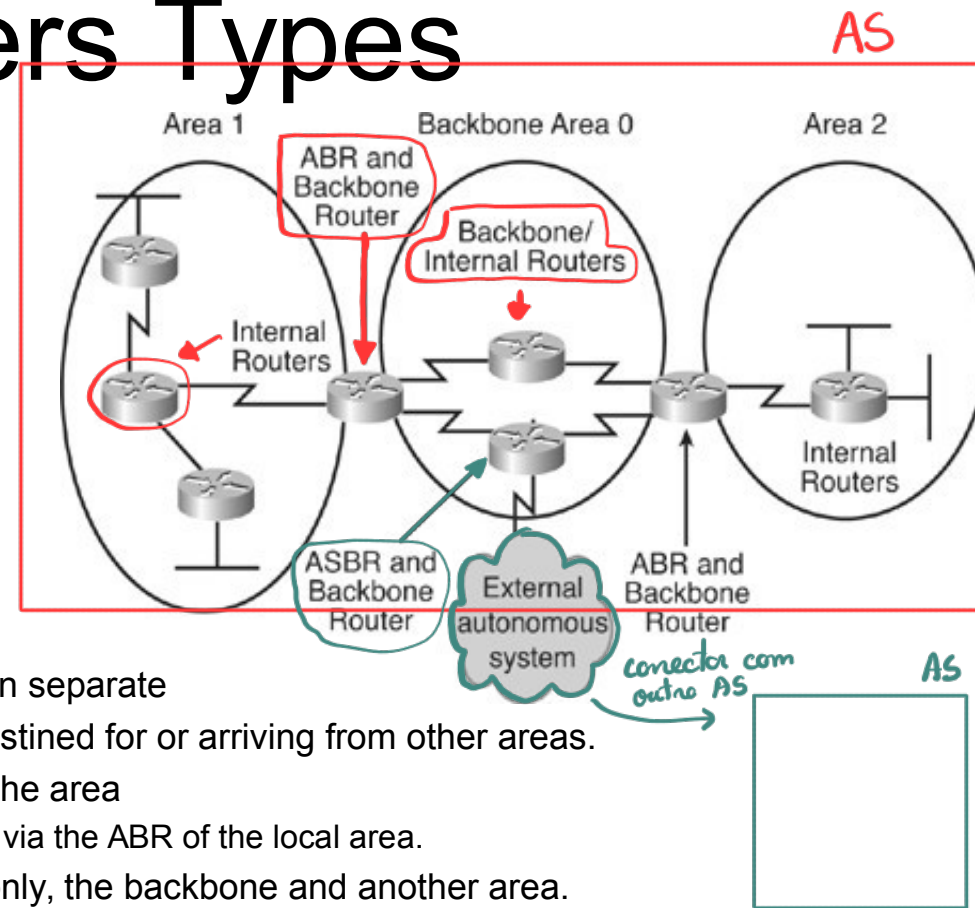 ers Types
AS
Area 1
Backbone Area 0
Area 2
ABR and
Backbone
Router
Backbone/
Internal Routers
Internal
Routers
Internal
Routers
ASBR and
Backbone
Router
External
autonomous
system
ABR and
Backbone
Router
conector com
outro AS
AS
n separate
stined for or arriving from other areas.
he area
via the ABR of the local area.
only, the backbone and another area.